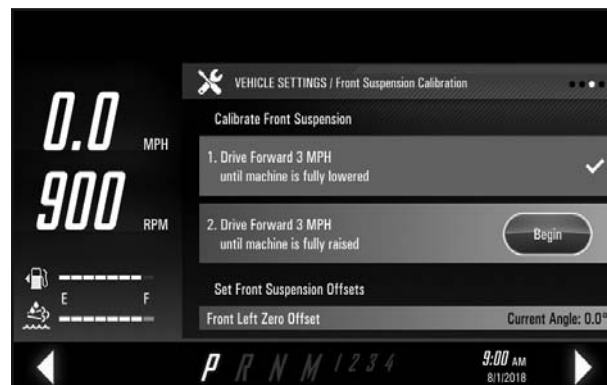 VEHICLE SETTINGS / Front Suspension Calibration
0.0 MPH
Calibrate Front Suspension
1. Drive Forward 3 MPH
until machine is fully lowered
900 RPM
2. Drive Forward 3 MPH
until machine is fully raised
Begin
E F
Set Front Suspension Offsets
Front Left Zero Offset Current Angle: 0.0°
P R N M 1 2 3 4
9:00 AM
8/1/2018